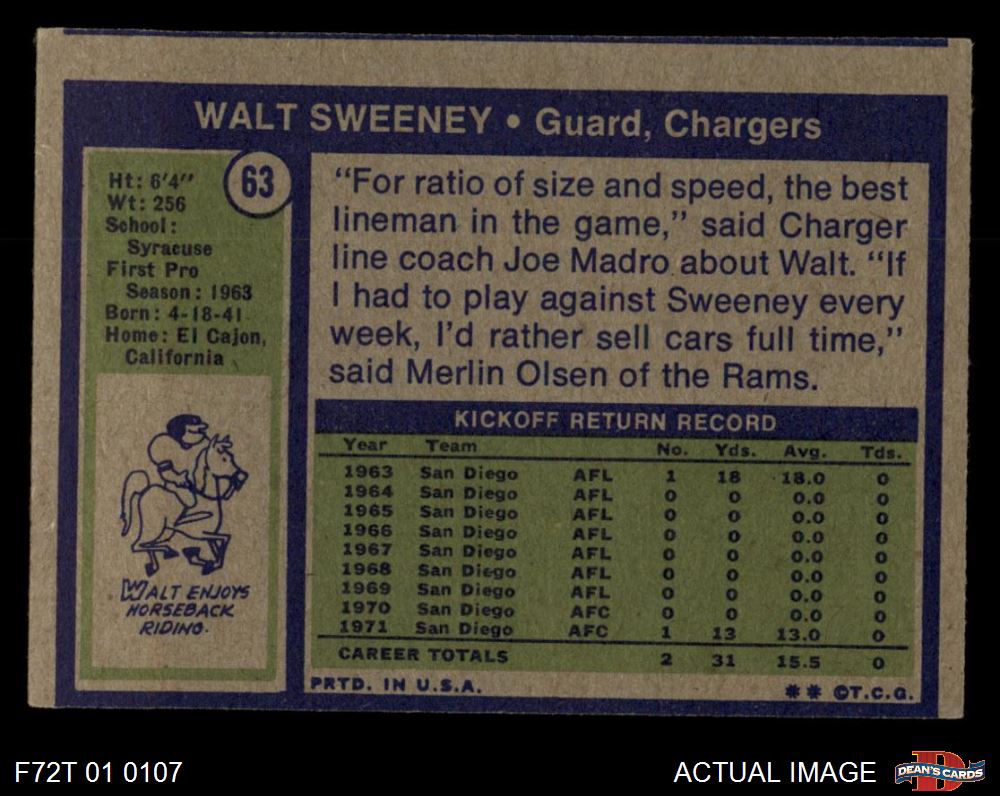 WALT SWEENEY • Guard, Chargers
63
Ht: 6'4"
Wt: 256
School:
Syracuse
First Pro
Season: 1963
Born: 4-18-41
Home: El Cajon,
California
WALT ENJOYS
HORSEBACK
RIDING.
“For ratio of size and speed, the best
lineman in the game,” said Charger
line coach Joe Madro about Walt. “If
I had to play against Sweeney every
week, I’d rather sell cars full time,”
said Merlin Olsen of the Rams.
KICKOFF RETURN RECORD
Year Team No. Yds. Avg. Tds.
1963 San Diego AFL 1 18 18.0 0
1964 San Diego AFL 0 0 0.0 0
1965 San Diego AFL 0 0 0.0 0
1966 San Diego AFL 0 0 0.0 0
1967 San Diego AFL 0 0 0.0 0
1968 San Diego AFL 0 0 0.0 0
1969 San Diego AFL 0 0 0.0 0
1970 San Diego AFC 0 0 0.0 0
1971 San Diego AFC 1 13 13.0 0
CAREER TOTALS 2 31 15.5 0
PRTD. IN U.S.A. ** ©T.C.G.
F72T 01 0107
ACTUAL IMAGE
D
DEAN'S CARDS